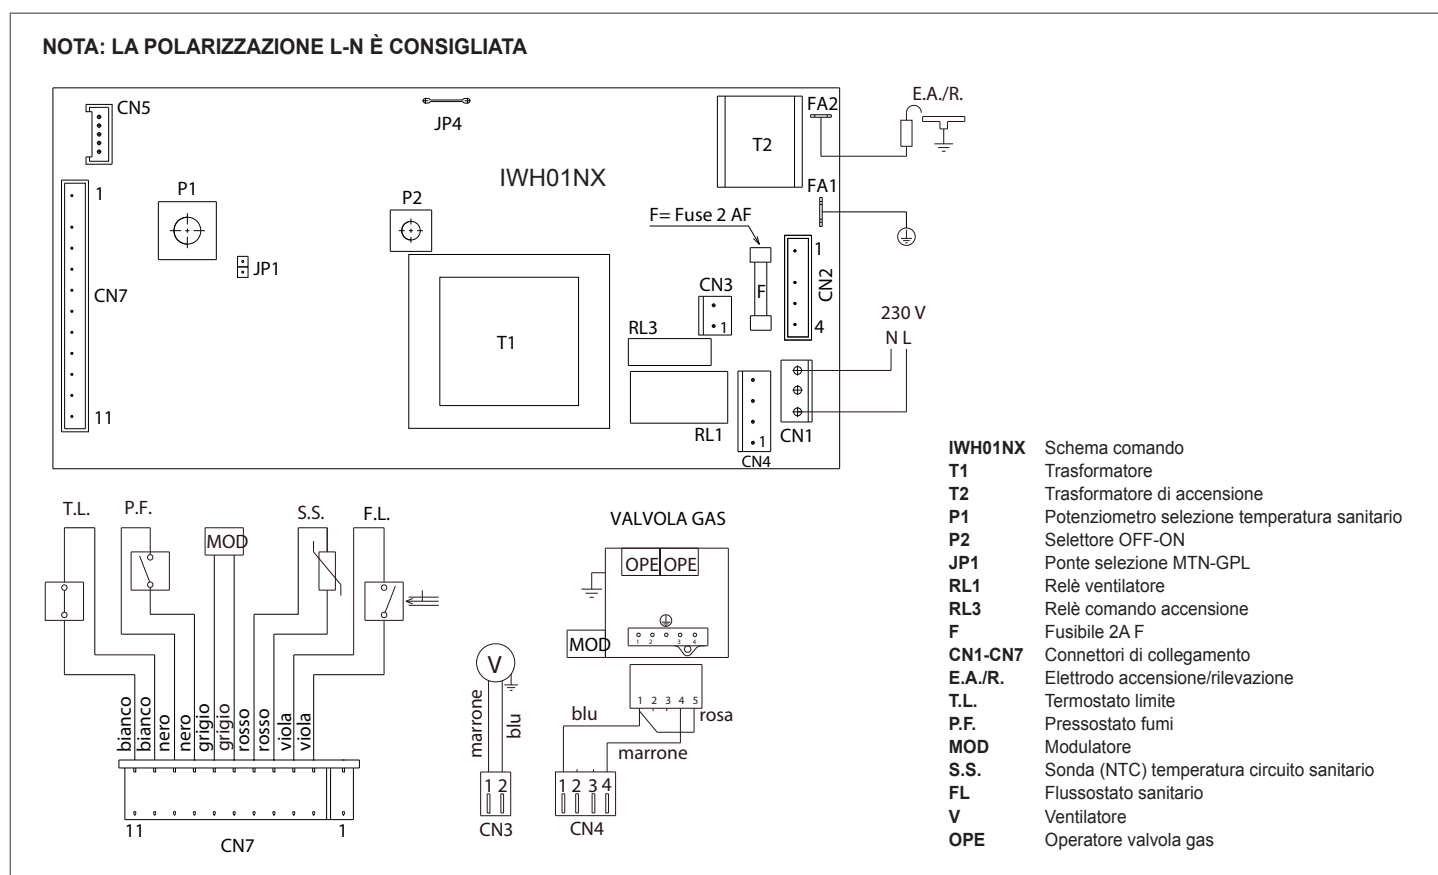 NOTA: LA POLARIZZAZIONE L-N È CONSIGLIATA
CN5
JP4
T2
FA2
E.A./R.
IWH01NX
FA1
1
P1
P2
F= Fuse 2 AF
1
JP1
CN7
CN3
CN2
F
1
4
230 V
N L
RL3
T1
11
RL1
1
CN1
CN4
IWH01NX Schema comando
T1 Trasformatore
T2 Trasformatore di accensione
P1 Potenziometro selezione temperatura sanitario
P2 Selettore OFF-ON
JP1 Ponte selezione MTN-GPL
RL1 Relè ventilatore
RL3 Relè comando accensione
F Fusibile 2A F
CN1-CN7 Connettori di collegamento
E.A./R. Elettrodo accensione/rilevazione
T.L. Termostato limite
P.F. Pressostato fumi
MOD Modulatore
S.S. Sonda (NTC) temperatura circuito sanitario
FL Flussostato sanitario
V Ventilatore
OPE Operatore valvola gas
T.L. P.F. S.S. F.L.
MOD
bianco
bianco
nero
nero
grigio
grigio
rosso
rosso
viola
viola
11 1
CN7
V
marrone
blu
1 2
CN3
VALVOLA GAS
OPE OPE
MOD
1 2 3 4
1 2 3 4 5
blu
rosa
marrone
1 2 3 4
CN4